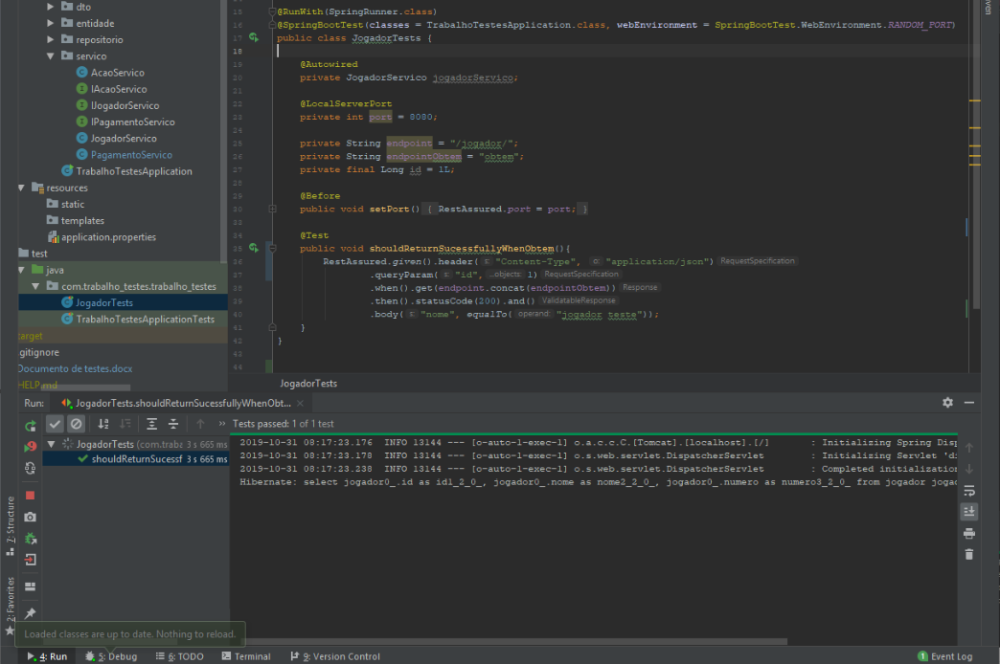 dto
entidade
repositorio
servico
AcaoServico
IAcaoServico
IJogadorServico
IPagamentoServico
JogadorServico
PagamentoServico
TrabalhoTestesApplication
resources
static
templates
application.properties
test
java
com.trabalho_testes.trabalho_testes
JogadorTests
TrabalhoTestesApplicationTests
target
.gitignore
Documento de testes.docx
HELP.md
15 @RunWith(SpringRunner.class)
16 @SpringBootTest(classes = TrabalhoTestesApplication.class, webEnvironment = SpringBootTest.WebEnvironment.RANDOM_PORT)
17 public class JogadorTests {
18
19 @Autowired
20 private JogadorServico jogadorServico;
21
22 @LocalServerPort
23 private int port = 8080;
24
25 private String endpoint = "/jogador/";
26 private String endpointObtem = "obtem";
27 private final Long id = 1L;
28
29 @Before
30 public void setPort() { RestAssured.port = port; }
33
34 @Test
35 public void shouldReturnSucessfullyWhenObtem(){
36 RestAssured.given().header( s: "Content-Type", o: "application/json") RequestSpecification
37 .queryParam( s: "id", ...objects: 1) RequestSpecification
38 .when().get(endpoint.concat(endpointObtem)) Response
39 .then().statusCode(200).and() ValidatableResponse
40 .body( s: "nome", equalTo( operand: "jogador teste"));
41 }
42 }
43
44
JogadorTests
Run: JogadorTests.shouldReturnSucessfullyWhenObt... ×
» Tests passed: 1 of 1 test
JogadorTests (com.traba 3 s 665 ms
shouldReturnSucessf 3 s 665 ms
2019-10-31 08:17:23.176 INFO 13144 --- [o-auto-1-exec-1] o.a.c.c.C.[Tomcat].[localhost].[/] : Initializing Spring Disp
2019-10-31 08:17:23.178 INFO 13144 --- [o-auto-1-exec-1] o.s.web.servlet.DispatcherServlet : Initializing Servlet 'di
2019-10-31 08:17:23.238 INFO 13144 --- [o-auto-1-exec-1] o.s.web.servlet.DispatcherServlet : Completed initialization
Hibernate: select jogador0_.id as id1_2_0_, jogador0_.nome as nome2_2_0_, jogador0_.numero as numero3_2_0_ from jogador jogad
Z: Structure
2: Favorites
Loaded classes are up to date. Nothing to reload.
4: Run
5: Debug
6: TODO
Terminal
9: Version Control
1 Event Log